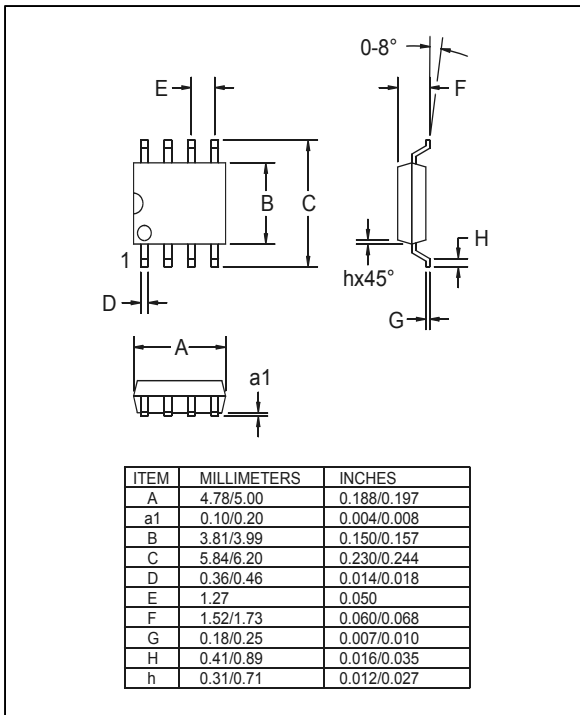 0-8°
E
F
B
C
1
H
hx45°
D
G
A
a1
ITEM MILLIMETERS INCHES
A 4.78/5.00 0.188/0.197
a1 0.10/0.20 0.004/0.008
B 3.81/3.99 0.150/0.157
C 5.84/6.20 0.230/0.244
D 0.36/0.46 0.014/0.018
E 1.27 0.050
F 1.52/1.73 0.060/0.068
G 0.18/0.25 0.007/0.010
H 0.41/0.89 0.016/0.035
h 0.31/0.71 0.012/0.027